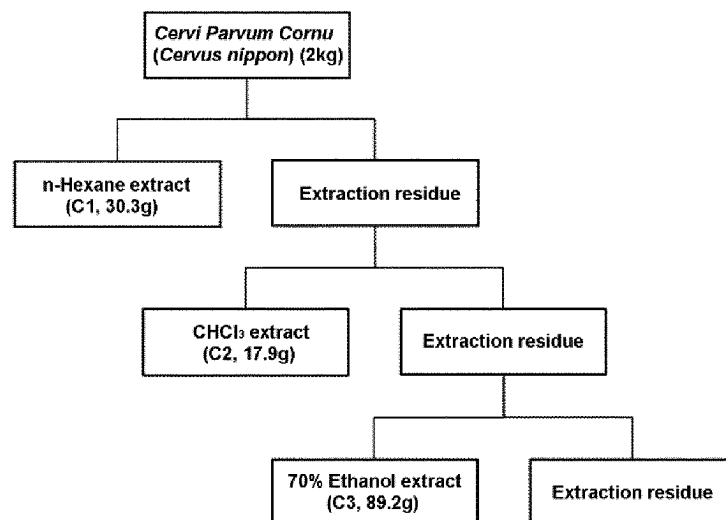 Cervi Parvum Cornu
(Cervus nippon) (2kg)
n-Hexane extract
(C1, 30.3g)
Extraction residue
CHCl₃ extract
(C2, 17.9g)
Extraction residue
70% Ethanol extract
(C3, 89.2g)
Extraction residue